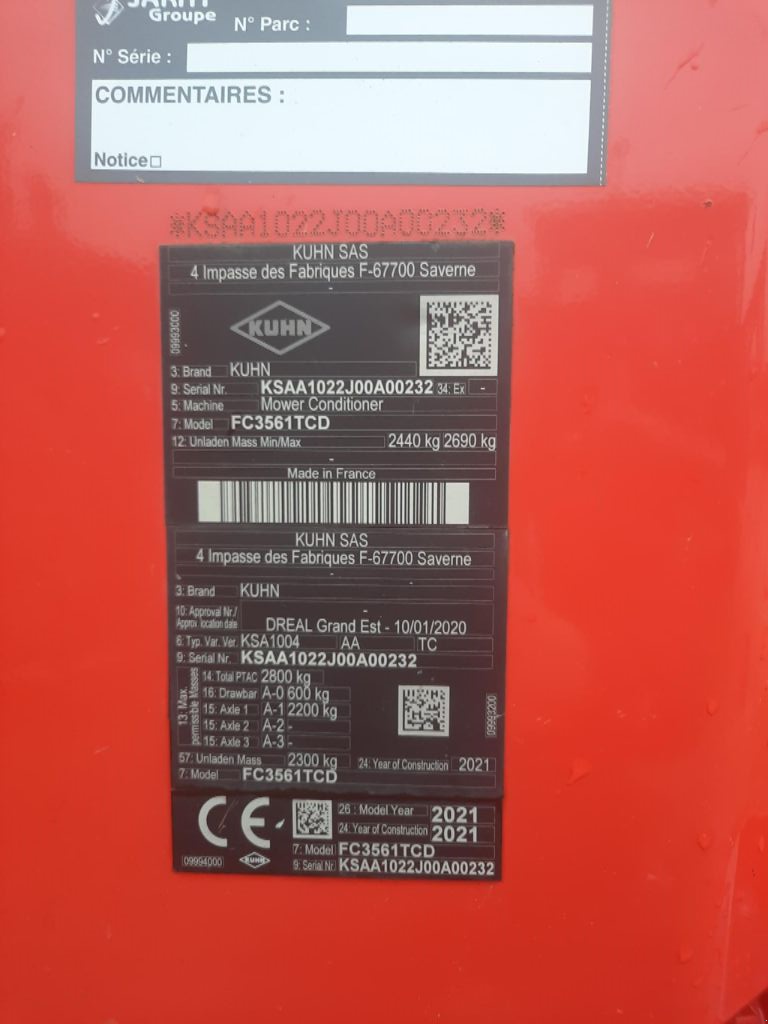 Groupe
N° Parc :
N° Série :
COMMENTAIRES :
Notice
*KSAA1022J00A00232*
KUHN SAS
4 Impasse des Fabriques F-67700 Saverne
-
09993000
KUHN
3: Brand KUHN
9: Serial Nr. KSAA1022J00A00232 34: Ex -
5: Machine Mower Conditioner
7: Model FC3561TCD
12: Unladen Mass Min/Max 2440 kg 2690 kg
-
Made in France
KUHN SAS
4 Impasse des Fabriques F-67700 Saverne
-
3: Brand KUHN
10: Approval Nr./ -
Approv. location date DREAL Grand Est - 10/01/2020
6: Typ. Var. Ver. KSA1004 AA TC
9: Serial Nr. KSAA1022J00A00232
13: Max.
permissible Masses
14: Total PTAC 2800 kg
16: Drawbar A-0 600 kg
15: Axle 1 A-1 2200 kg
15: Axle 2 A-2 -
15: Axle 3 A-3 -
09993200
57: Unladen Mass 2300 kg 24: Year of Construction 2021
7: Model FC3561TCD
CE
26 : Model Year 2021
24: Year of Construction 2021
7: Model FC3561TCD
09994000 KUHN 9: Serial Nr KSAA1022J00A00232